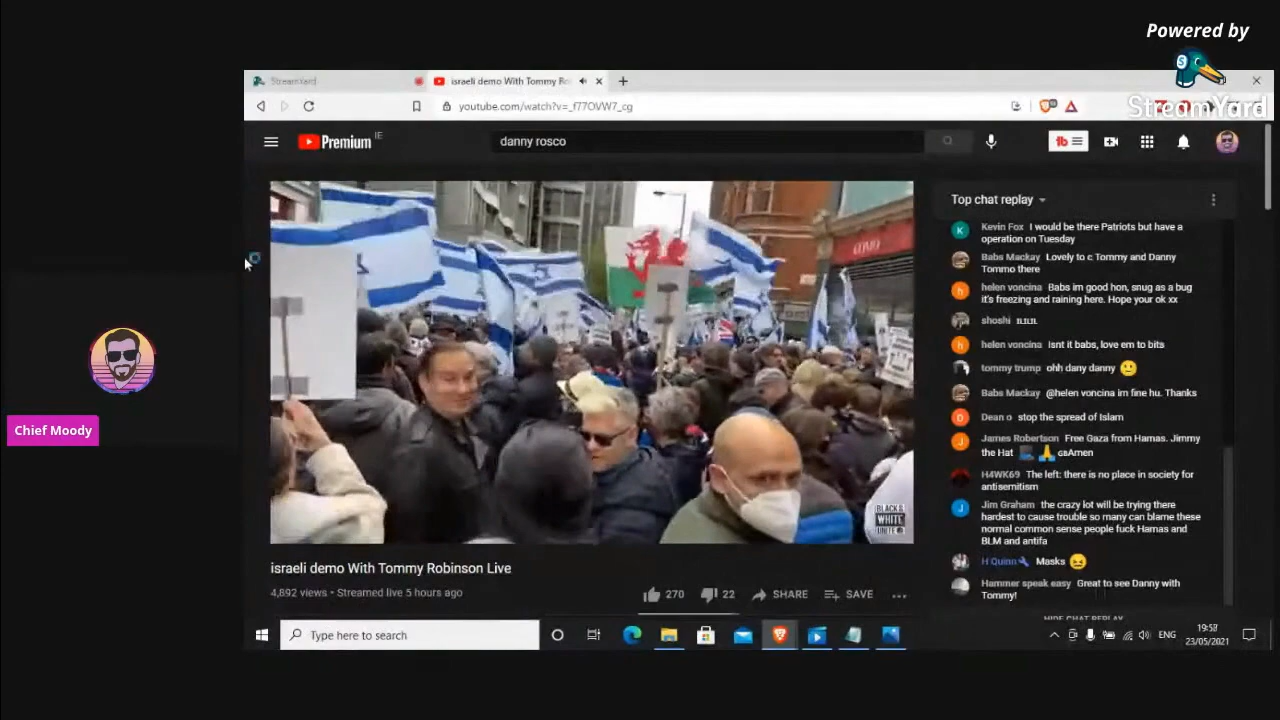 Powered by
StreamYard
StreamYard
israeli demo With Tommy Ro
youtube.com/watch?v=_f77OVW7_cg
Premium
IE
danny rosco
Top chat replay
Kevin Fox I would be there Patriots but have a
operation on Tuesday
Babs Mackay Lovely to c Tommy and Danny
Tommo there
helen voncina Babs im good hon, snug as a bug
it's freezing and raining here. Hope your ok xx
shoshi n.n.n.
helen voncina Isnt it babs, love em to bits
tommy trump ohh dany danny
Babs Mackay @helen voncina im fine hu. Thanks
Dean o stop the spread of Islam
James Robertson Free Gaza from Hamas. Jimmy
the Hat GBAmen
H4WK69 The left: there is no place in society for
antisemitism
Jim Graham the crazy lot will be trying there
hardest to cause trouble so many can blame these
normal common sense people fuck Hamas and
BLM and antifa
H Quinn Masks
Hammer speak easy Great to see Danny with
Tommy!
HIDE CHAT REPLAY
Chief Moody
BLACK &
WHITE
UNITE
israeli demo With Tommy Robinson Live
4,892 views • Streamed live 5 hours ago
270
22
SHARE
SAVE
Type here to search
ENG
19:53
23/05/2021